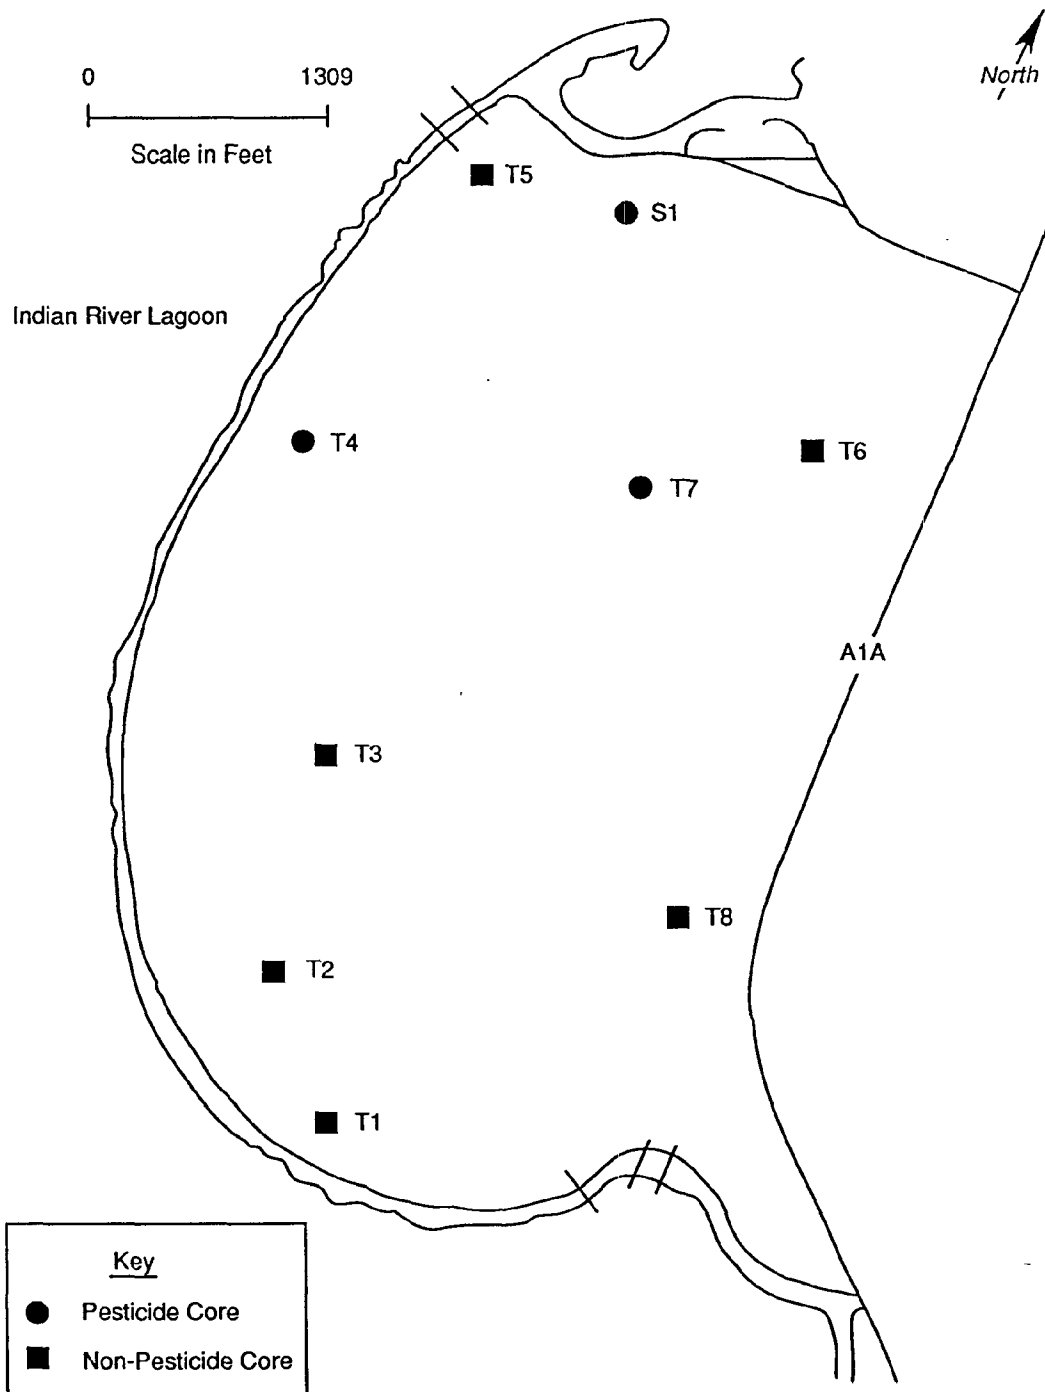 0 1309
Scale in Feet
North
T5
S1
Indian River Lagoon
T4
T6
T7
A1A
T3
T8
T2
T1
Key
Pesticide Core
Non-Pesticide Core